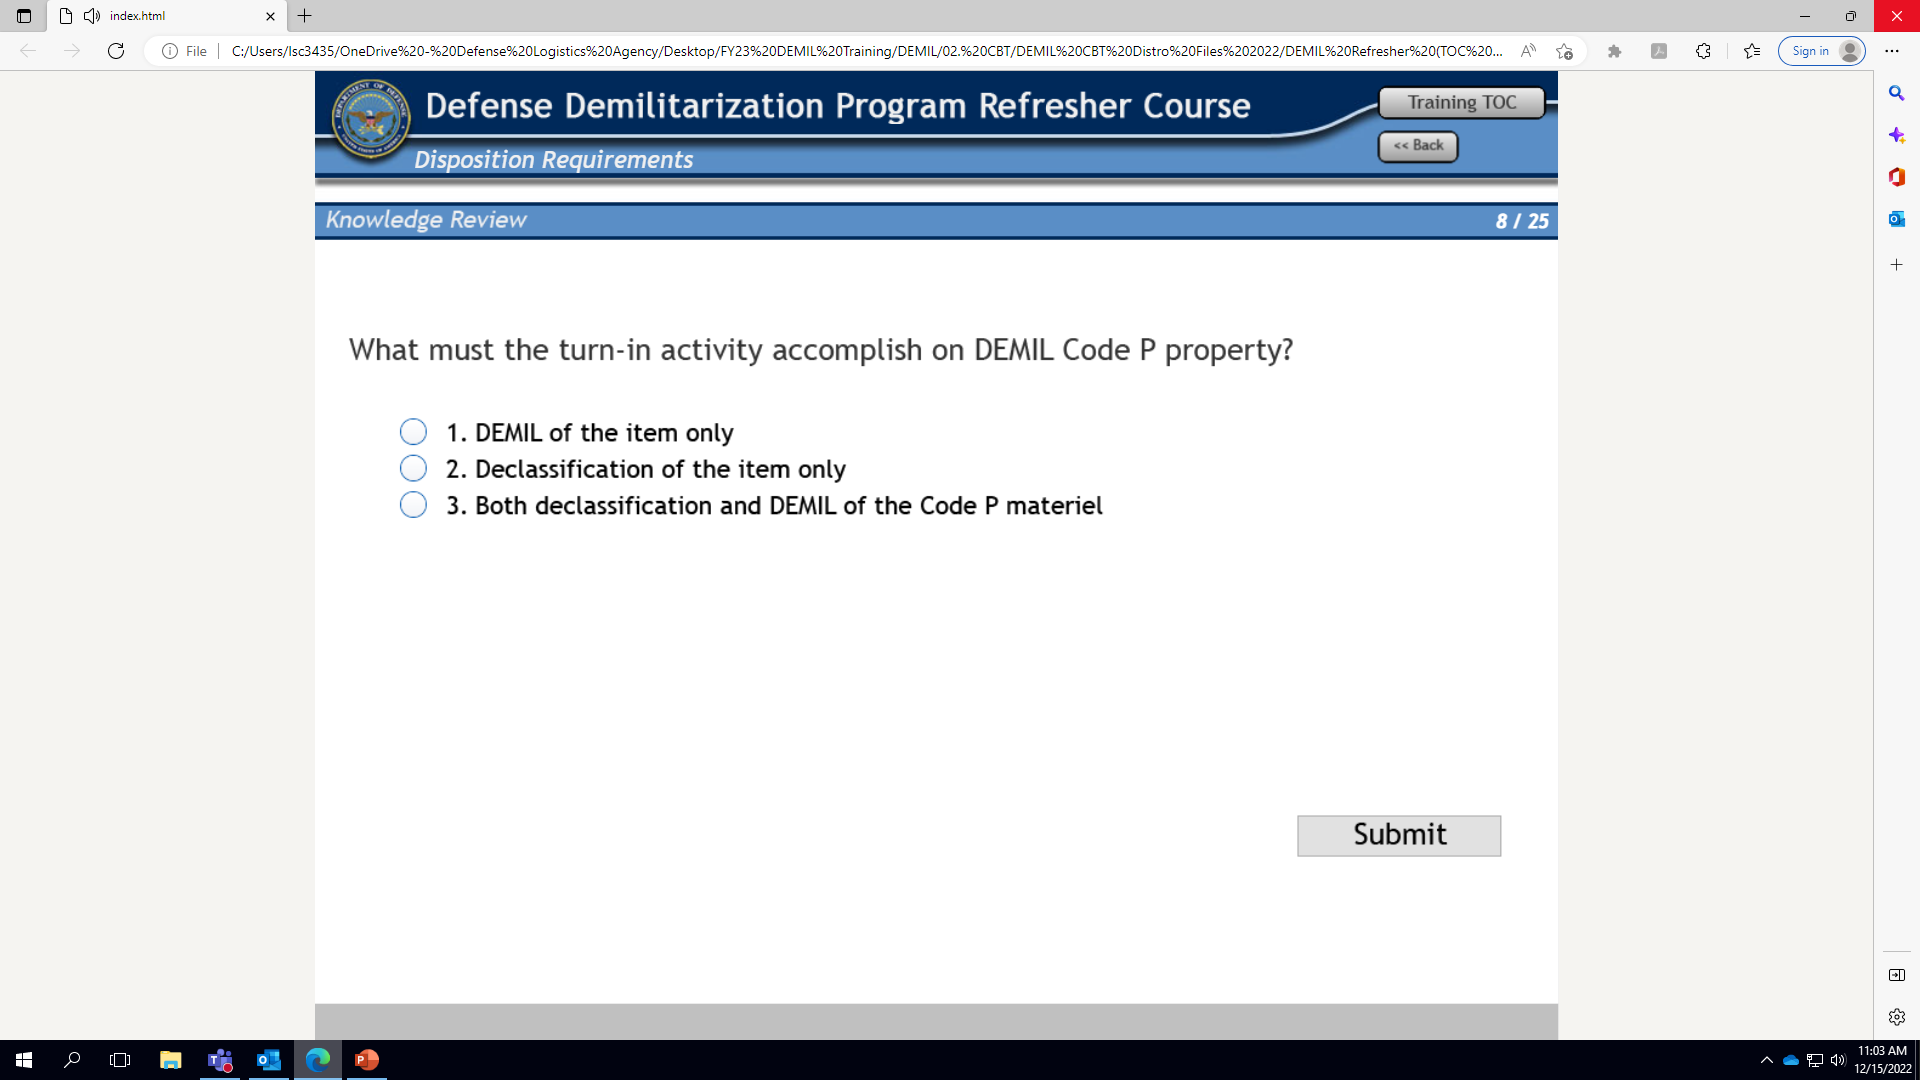 index.html
File
C:/Users/lsc3435/OneDrive%20-%20Defense%20Logistics%20Agency/Desktop/FY23%20DEMIL%20Training/DEMIL/02.%20CBT/DEMIL%20CBT%20Distro%20Files%202022/DEMIL%20Refresher%20(TOC%20...
Sign in
Defense Demilitarization Program Refresher Course
Training TOC
<< Back
Disposition Requirements
Knowledge Review
8 / 25
What must the turn-in activity accomplish on DEMIL Code P property?
1. DEMIL of the item only
2. Declassification of the item only
3. Both declassification and DEMIL of the Code P materiel
Submit
11:03 AM
12/15/2022